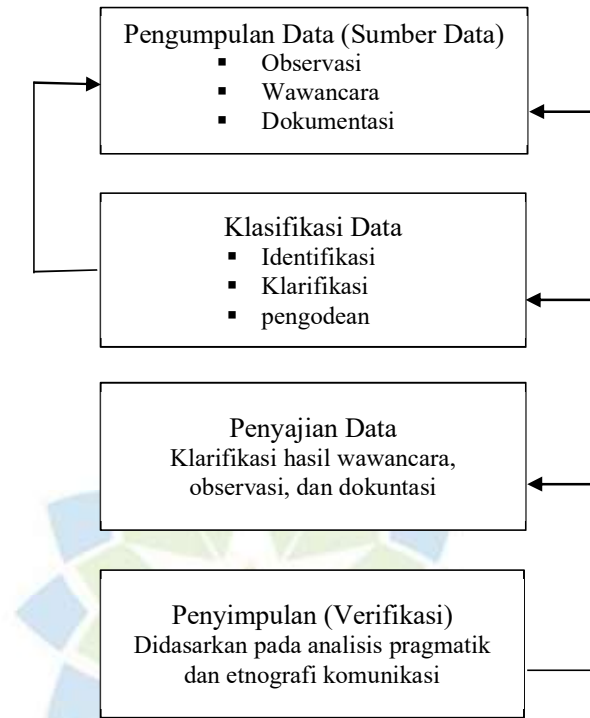 Pengumpulan Data (Sumber Data)
▪ Observasi
▪ Wawancara
▪ Dokumentasi
Klasifikasi Data
▪ Identifikasi
▪ Klarifikasi
▪ pengodean
Penyajian Data
Klarifikasi hasil wawancara,
observasi, dan dokuntasi
Penyimpulan (Verifikasi)
Didasarkan pada analisis pragmatik
dan etnografi komunikasi